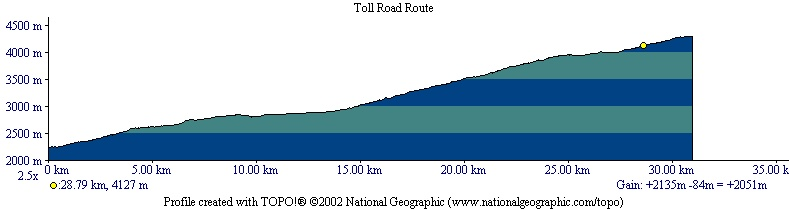 Toll Road Route
4500 m
4000 m
3500 m
3000 m
2500 m
2000 m
0 km 5.00 km 10.00 km 15.00 km 20.00 km 25.00 km 30.00 km 35.00 k
2.5x
:28.79 km, 4127 m Gain: +2135m -84m = +2051m
Profile created with TOPO!® ©2002 National Geographic (www.nationalgeographic.com/topo)